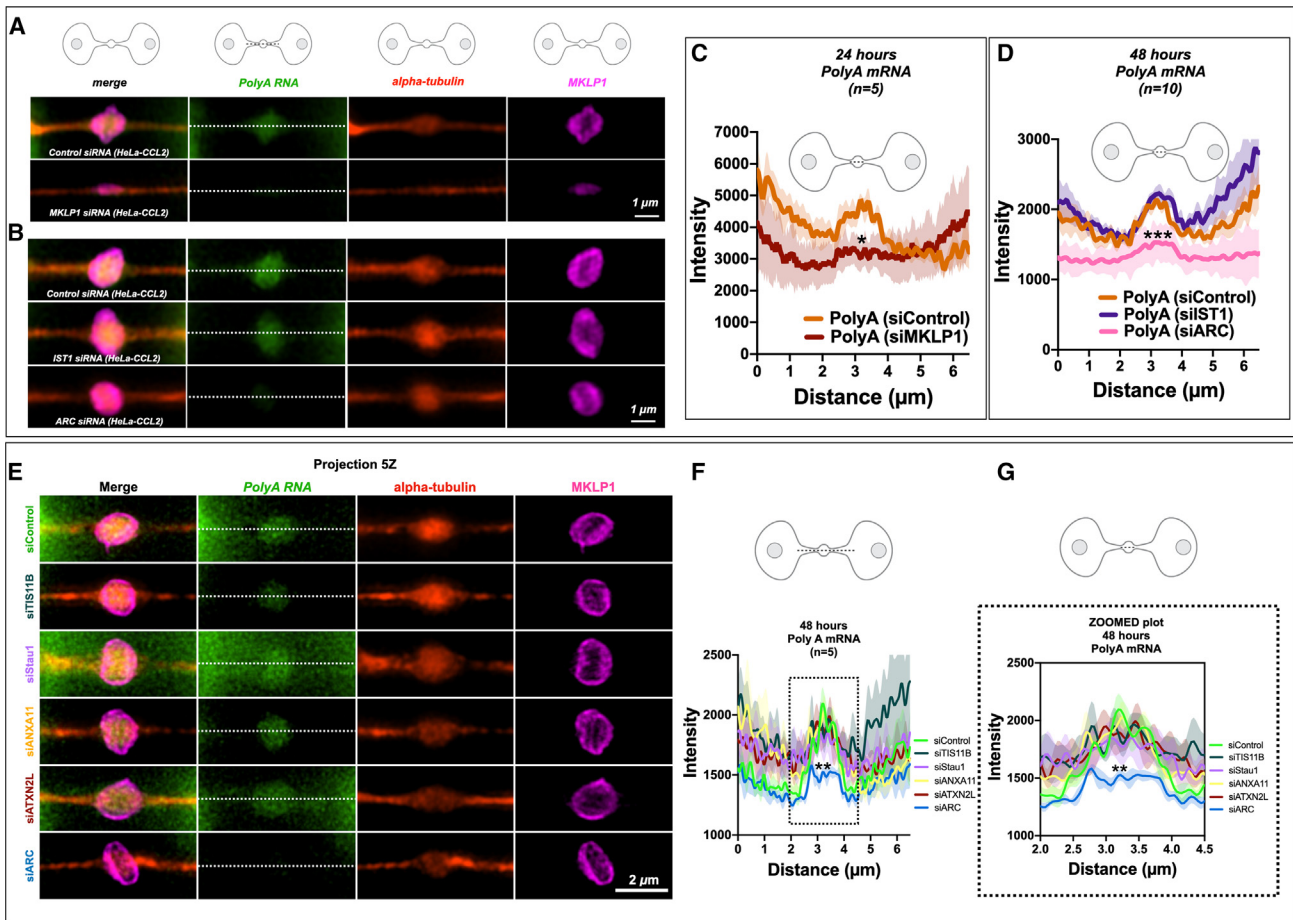 A
merge
PolyA RNA
alpha-tubulin
MKLP1
Control siRNA (HeLa-CCL2)
MKLP1 siRNA (HeLa-CCL2)
1 µm
B
Control siRNA (HeLa-CCL2)
IST1 siRNA (HeLa-CCL2)
ARC siRNA (HeLa-CCL2)
1 µm
C
24 hours
PolyA mRNA
(n=5)
7000
6000
5000
4000
3000
2000
1000
0
Intensity
*
PolyA (siControl)
PolyA (siMKLP1)
0 1 2 3 4 5 6
Distance (µm)
D
48 hours
PolyA mRNA
(n=10)
3000
2000
1000
0
Intensity
***
PolyA (siControl)
PolyA (siIST1)
PolyA (siARC)
0 1 2 3 4 5 6
Distance (µm)
E
Projection 5Z
Merge
PolyA RNA
alpha-tubulin
MKLP1
siControl
siTIS11B
siStau1
siANXA11
siATXN2L
siARC
2 µm
F
48 hours
Poly A mRNA
(n=5)
2500
2000
1500
1000
Intensity
**
siControl
siTIS11B
siStau1
siANXA11
siATXN2L
siARC
0 1 2 3 4 5 6
Distance (µm)
G
ZOOMED plot
48 hours
PolyA mRNA
2500
2000
1500
1000
Intensity
**
siControl
siTIS11B
siStau1
siANXA11
siATXN2L
siARC
2.0 2.5 3.0 3.5 4.0 4.5
Distance (µm)